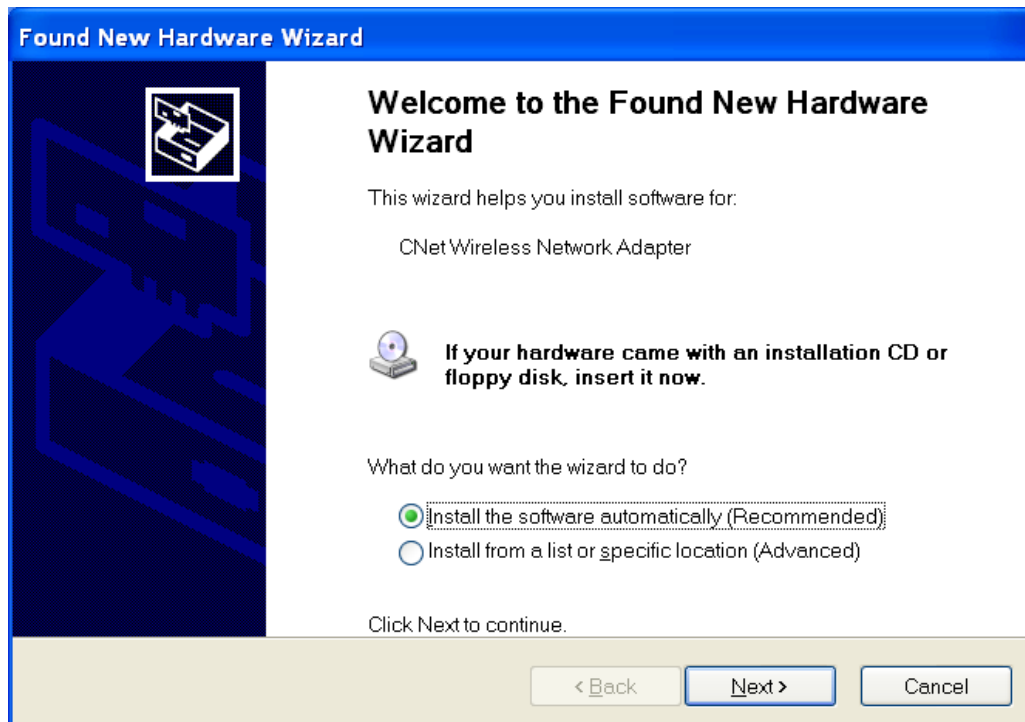 Found New Hardware Wizard
Welcome to the Found New Hardware
Wizard
This wizard helps you install software for:
CNet Wireless Network Adapter
If your hardware came with an installation CD or
floppy disk, insert it now.
What do you want the wizard to do?
Install the software automatically (Recommended)
Install from a list or specific location (Advanced)
Click Next to continue.
< Back Next > Cancel